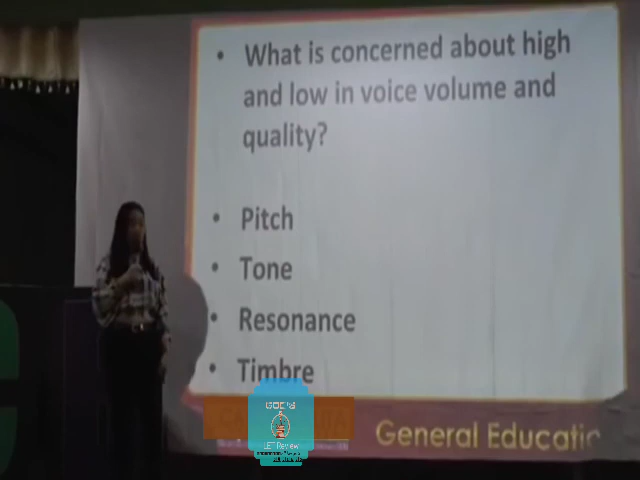 • What is concerned about high
and low in voice volume and
quality?
• Pitch
• Tone
• Resonance
• Timbre
General Educatic
LET Review